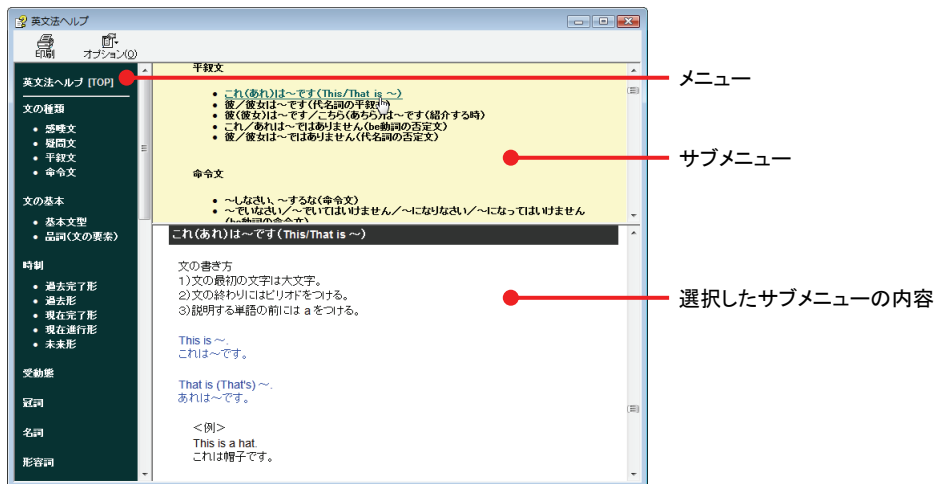 英文法ヘルプ
印刷
オプション(O)
英文法ヘルプ [TOP]
文の種類
• 感嘆文
• 疑問文
• 平叙文
• 命令文
文の基本
• 基本文型
• 品詞(文の要素)
時制
• 過去完了形
• 過去形
• 現在完了形
• 現在進行形
• 未来形
受動態
冠詞
名詞
形容詞
平叙文
• これ(あれ)は～です(This/That is ～)
• 彼／彼女は～です(代名詞の平叙文)
• 彼(彼女)は～です／こちら(あちら)は～です(紹介する時)
• これ／あれは～ではありません(be動詞の否定文)
• 彼／彼女は～ではありません(代名詞の否定文)
命令文
• ～しなさい、～するな(命令文)
• ～でいなさい／～でいてはいけません／～になりなさい／～になってはいけません
(be動詞の命令文)
これ(あれ)は～です(This/That is ～)
文の書き方
1)文の最初の文字は大文字。
2)文の終わりにはピリオドをつける。
3)説明する単語の前には a をつける。
This is ～.
これは～です。
That is (That's) ～.
あれは～です。
＜例＞
This is a hat.
これは帽子です。
メニュー
サブメニュー
選択したサブメニューの内容